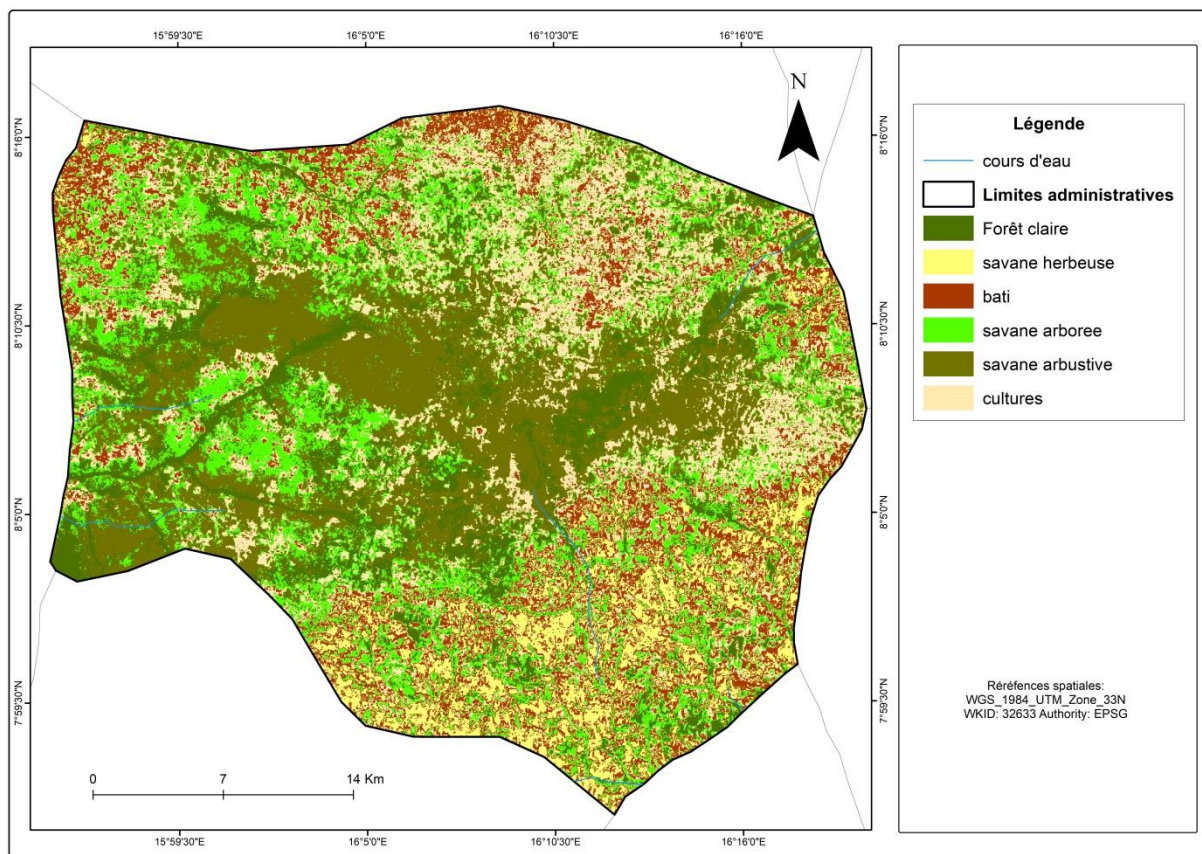 15°59'30"E
16°5'0"E
16°10'30"E
16°16'0"E
N
8°16'0"N
8°16'0"N
8°10'30"N
8°10'30"N
8°5'0"N
8°5'0"N
7°59'30"N
7°59'30"N
0 7 14 Km
15°59'30"E
16°5'0"E
16°10'30"E
16°16'0"E
Légende
cours d'eau
Limites administratives
Forêt claire
savane herbeuse
bati
savane arboree
savane arbustive
cultures
Réréfences spatiales:
WGS_1984_UTM_Zone_33N
WKID: 32633 Authority: EPSG